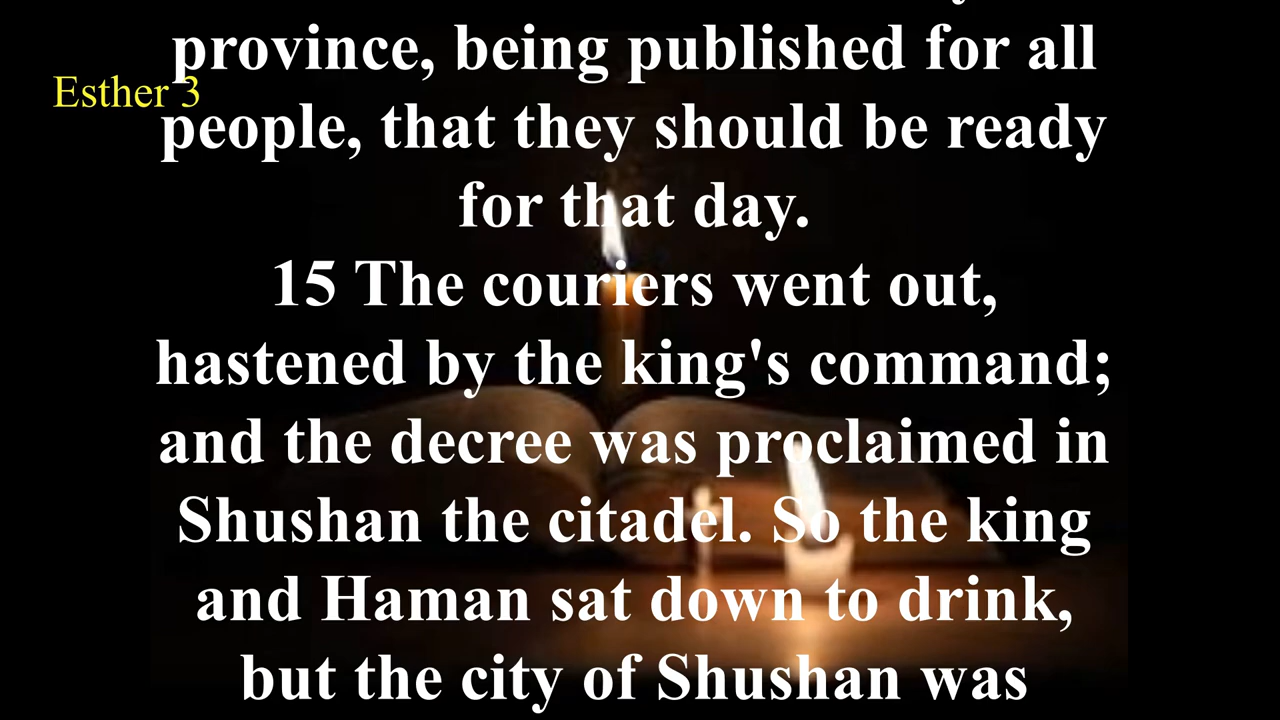 Esther 3
province, being published for all
people, that they should be ready
for that day.
15 The couriers went out,
hastened by the king's command;
and the decree was proclaimed in
Shushan the citadel. So the king
and Haman sat down to drink,
but the city of Shushan was